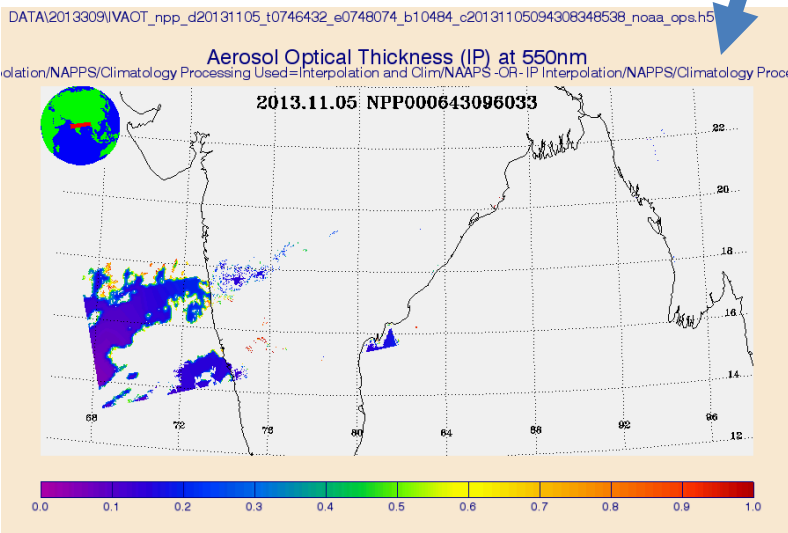 DATA\2013309\IVAOT_npp_d20131105_t0746432_e0748074_b10484_c20131105094308348538_noaa_ops.h5
Aerosol Optical Thickness (IP) at 550nm
olation/NAPPS/Climatology Processing Used=Interpolation and Clim/NAAPS -OR- IP Interpolation/NAPPS/Climatology Proce
2013.11.05 NPP000643096033
22
20
18
16
14
12
68 72 76 80 84 88 92 96
0.0 0.1 0.2 0.3 0.4 0.5 0.6 0.7 0.8 0.9 1.0